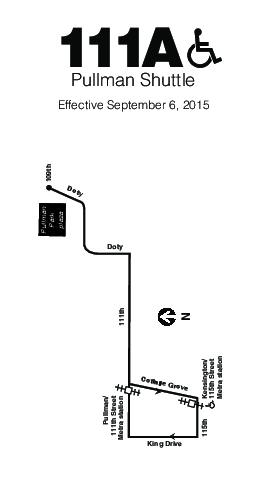 111A
Pullman Shuttle
Effective September 6, 2015
109th
Doty
Pullman
Park
plaza
Doty
111th
N
Cottage Grove
Kensington/
115th Street
Metra station
Pullman/
111th Street
Metra station
115th
King Drive